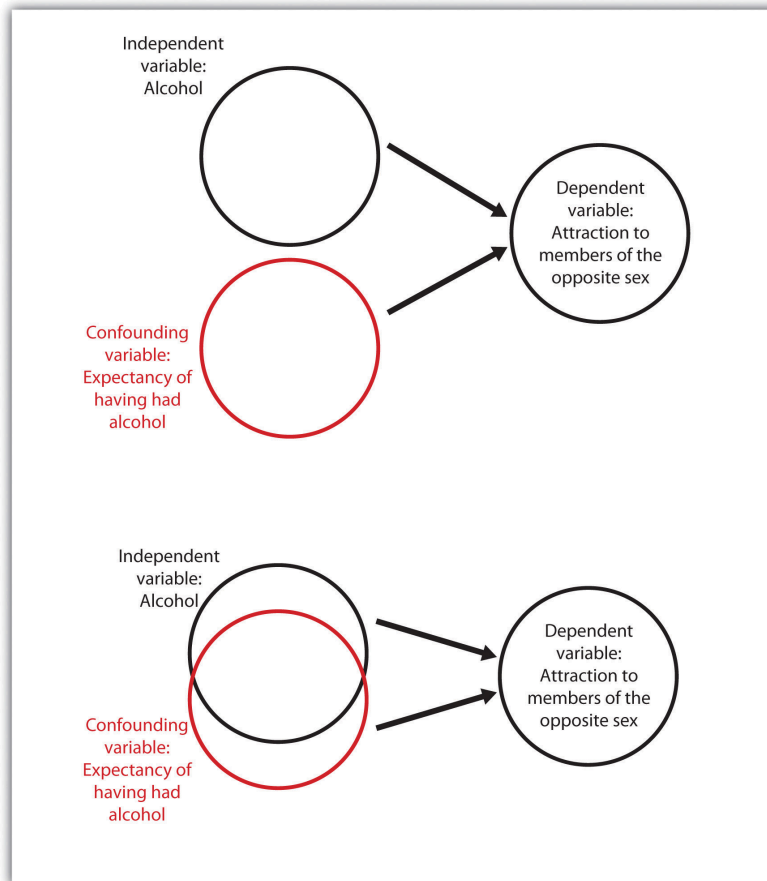 Independent
variable:
Alcohol
Dependent
variable:
Attraction to
members of the
opposite sex
Confounding
variable:
Expectancy of
having had
alcohol
Independent
variable:
Alcohol
Dependent
variable:
Attraction to
members of the
opposite sex
Confounding
variable:
Expectancy of
having had
alcohol